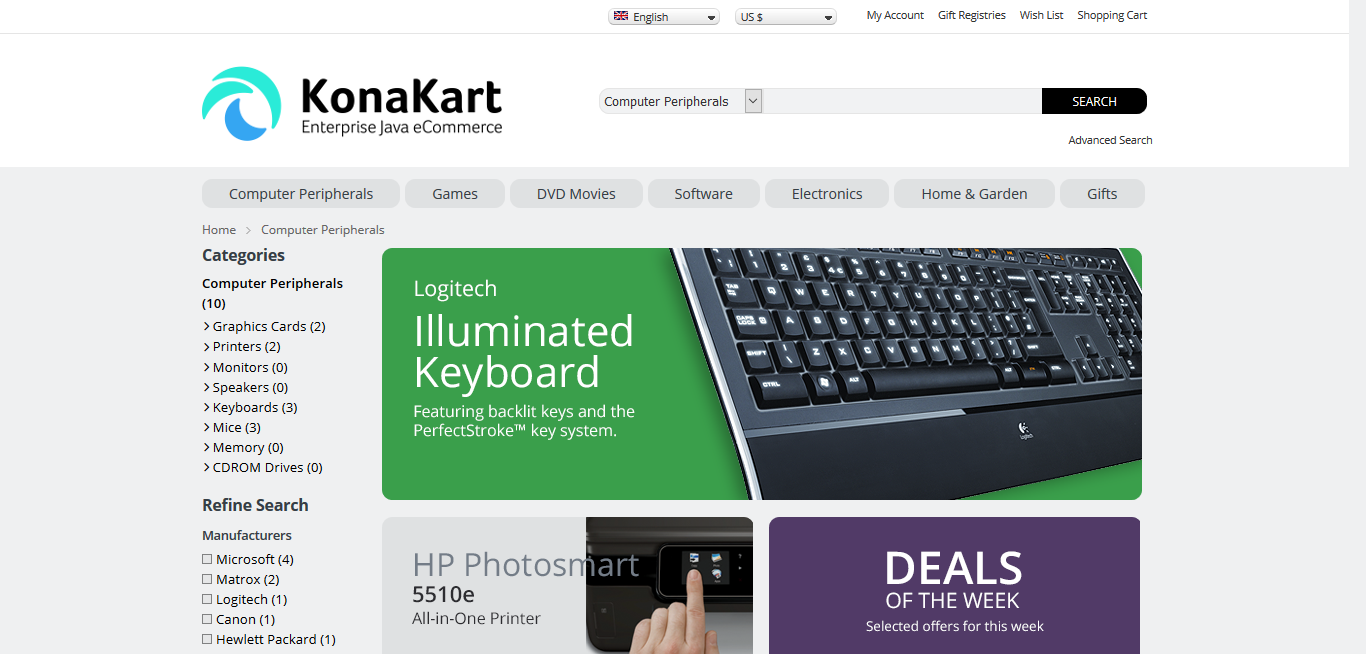 English
US $
My Account
Gift Registries
Wish List
Shopping Cart
KonaKart
Enterprise Java eCommerce
Computer Peripherals
SEARCH
Advanced Search
Computer Peripherals
Games
DVD Movies
Software
Electronics
Home & Garden
Gifts
Home > Computer Peripherals
Categories
Computer Peripherals
(10)
Graphics Cards (2)
Printers (2)
Monitors (0)
Speakers (0)
Keyboards (3)
Mice (3)
Memory (0)
CDROM Drives (0)
Refine Search
Manufacturers
Microsoft (4)
Matrox (2)
Logitech (1)
Canon (1)
Hewlett Packard (1)
Logitech
Illuminated
Keyboard
Featuring backlit keys and the
PerfectStroke™ key system.
HP Photosmart
5510e
All-in-One Printer
DEALS
OF THE WEEK
Selected offers for this week